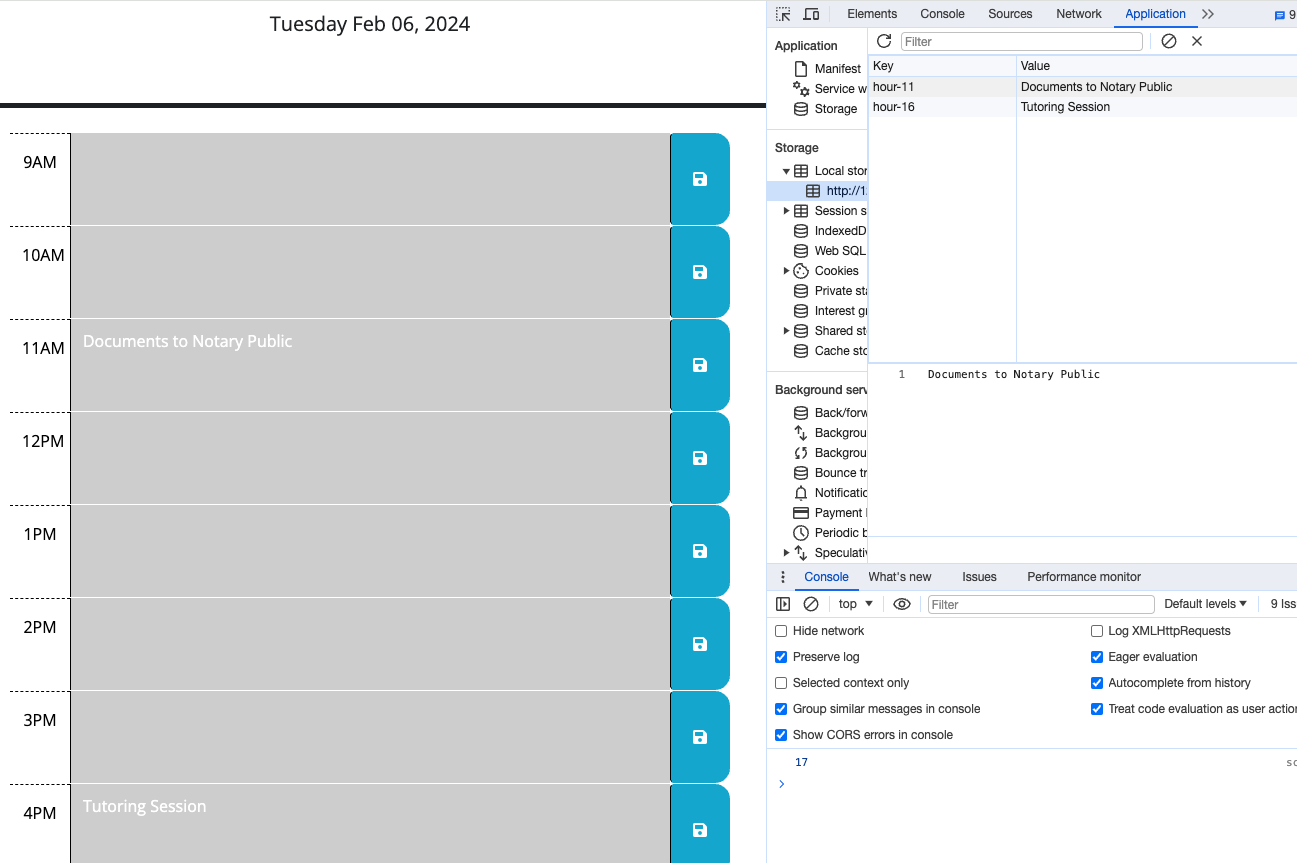 Tuesday Feb 06, 2024
9AM
10AM
11AM Documents to Notary Public
12PM
1PM
2PM
3PM
4PM Tutoring Session
Elements Console Sources Network Application 9
Application
Manifest
Service w
Storage
Storage
Local stor
http://1
Session s
IndexedD
Web SQL
Cookies
Private sta
Interest gr
Shared sto
Cache sto
Background serv
Back/forw
Backgrou
Backgrou
Bounce tr
Notificatio
Payment
Periodic b
Speculativ
Filter
Key Value
hour-11 Documents to Notary Public
hour-16 Tutoring Session
1 Documents to Notary Public
Console What's new Issues Performance monitor
top Filter Default levels 9 Iss
Hide network Log XMLHttpRequests
Preserve log Eager evaluation
Selected context only Autocomplete from history
Group similar messages in console Treat code evaluation as user action
Show CORS errors in console
17 sc